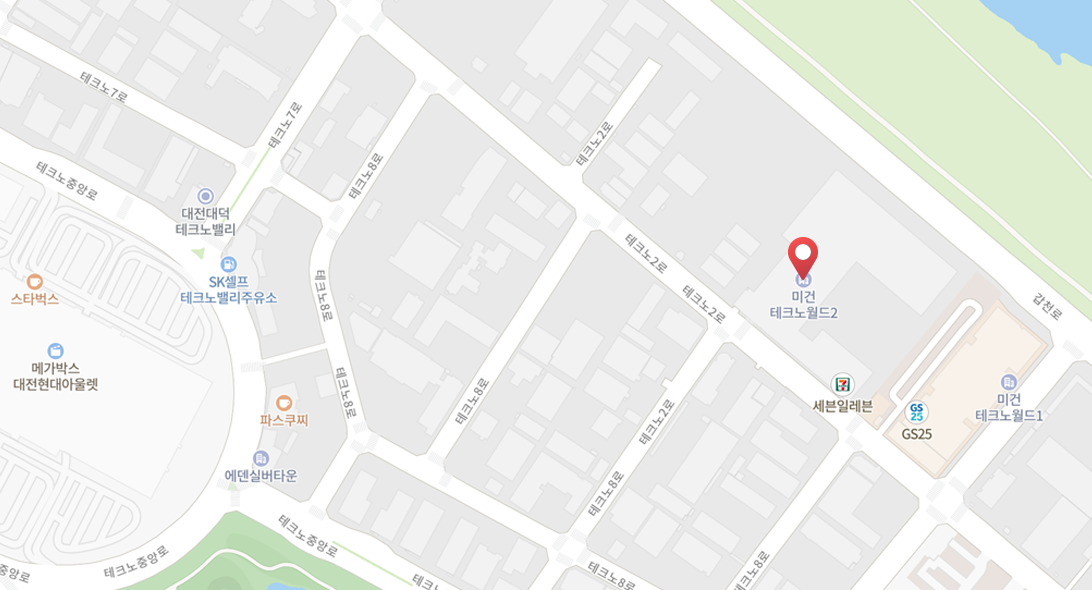 테크노7로
테크노7로
테크노2로
테크노8로
테크노중앙로
대전대덕
테크노밸리
SK셀프
테크노밸리주유소
스타벅스
테크노8로
테크노2로
테크노2로
미건
테크노월드2
갑천로
메가박스
대전현대아울렛
테크노8로
파스쿠찌
테크노8로
테크노2로
세븐일레븐
GS
25
GS25
미건
테크노월드1
에덴실버타운
테크노8로
테크노중앙로
테크노중앙로
중앙로
테크노8로
테크노8로